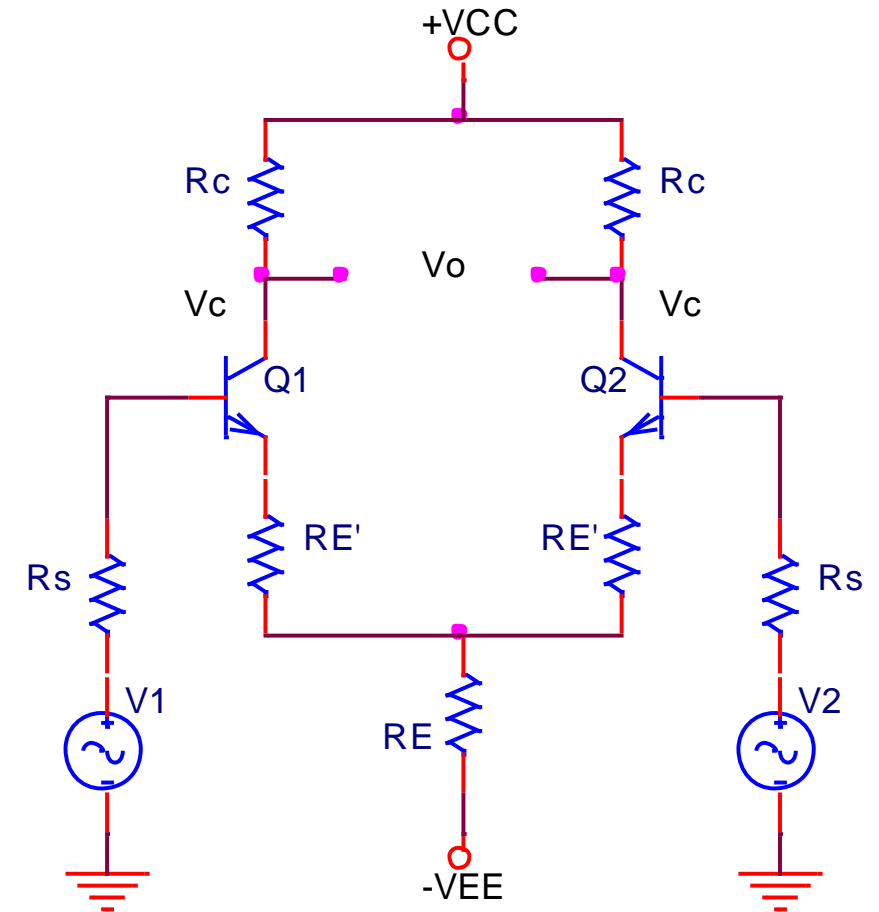 +VCC
Rc Rc
Vo
Vc Vc
Q1 Q2
RE' RE'
Rs Rs
V1 V2
RE
-VEE